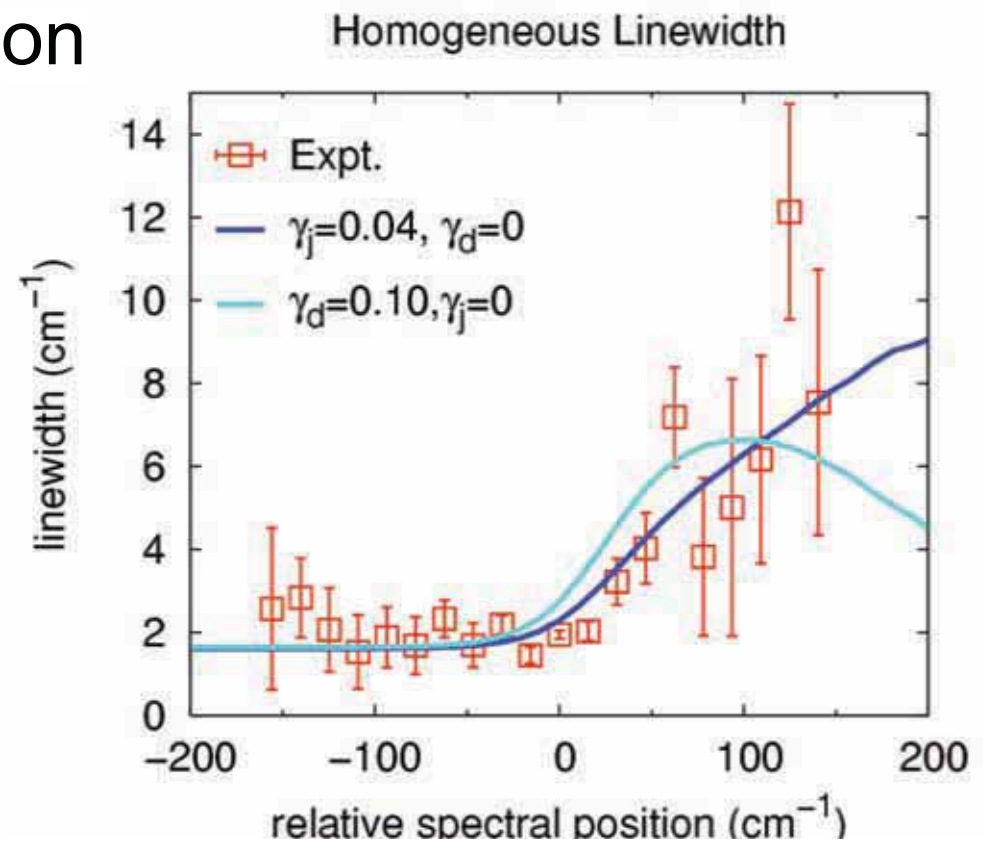 on
Homogeneous Linewidth
14
12
10
8
6
4
2
0
Expt.
γj=0.04, γd=0
γd=0.10,γj=0
linewidth (cm⁻¹)
−200 −100 0 100 200
relative spectral position (cm⁻¹)